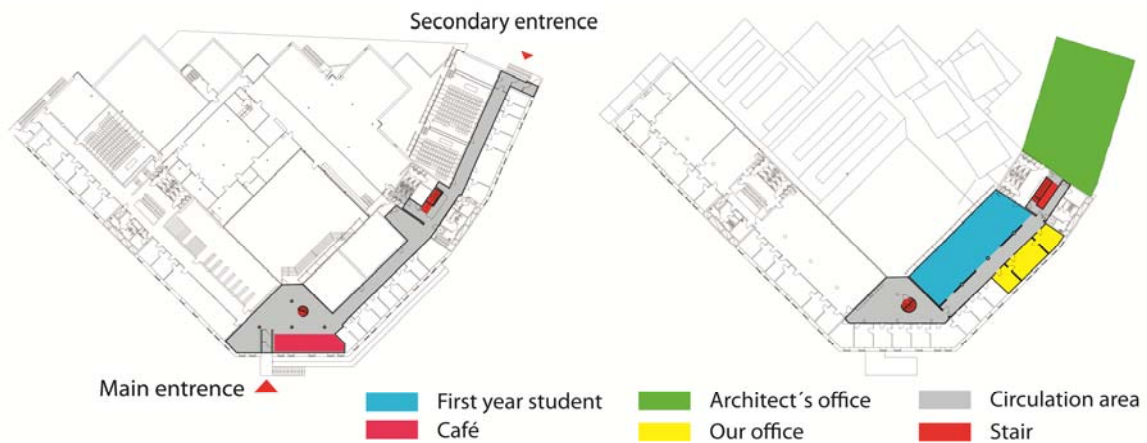 Secondary entrence
Main entrence
First year student
Architect´s office
Circulation area
Café
Our office
Stair